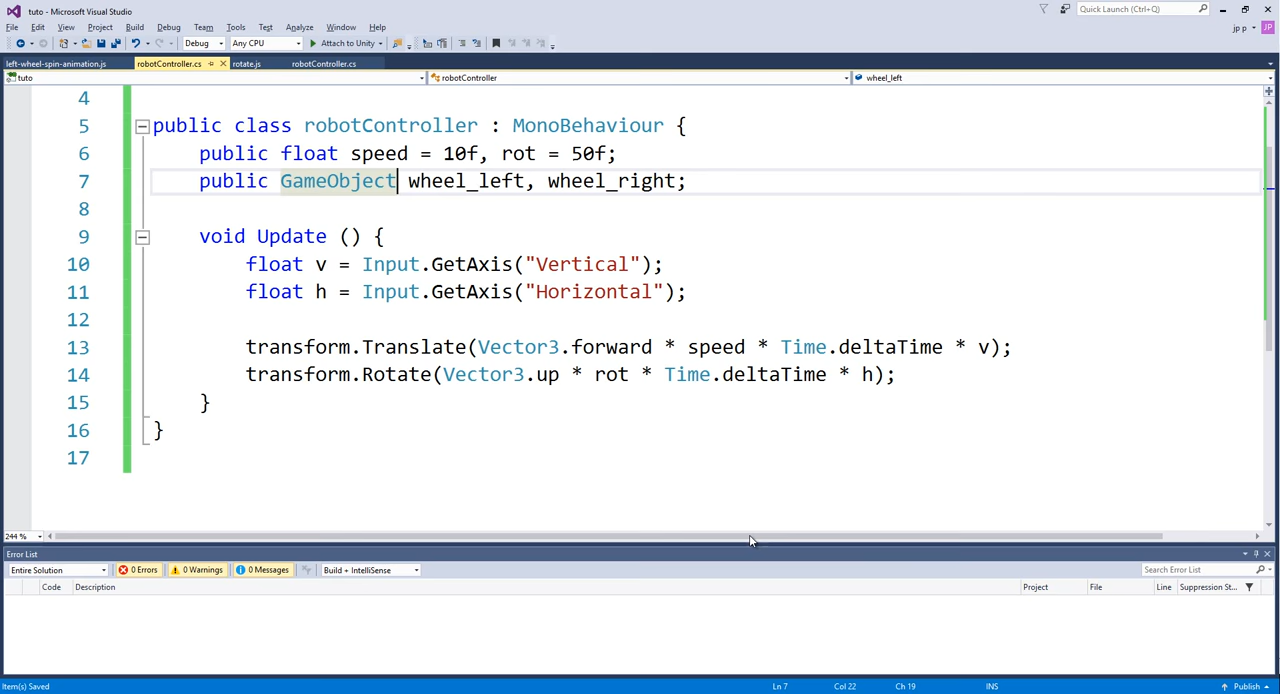 tuto - Microsoft Visual Studio
Quick Launch (Ctrl+Q)
File Edit View Project Build Debug Team Tools Test Analyze Window Help
jp p JP
Debug Any CPU Attach to Unity
left-wheel-spin-animation.js robotController.cs rotate.js robotController.cs
tuto robotController wheel_left
4
5 public class robotController : MonoBehaviour {
6 public float speed = 10f, rot = 50f;
7 public GameObject wheel_left, wheel_right;
8
9 void Update () {
10 float v = Input.GetAxis("Vertical");
11 float h = Input.GetAxis("Horizontal");
12
13 transform.Translate(Vector3.forward * speed * Time.deltaTime * v);
14 transform.Rotate(Vector3.up * rot * Time.deltaTime * h);
15 }
16 }
17
244 %
Error List
Entire Solution 0 Errors 0 Warnings 0 Messages Build + IntelliSense Search Error List
Code Description Project File Line Suppression St...
Item(s) Saved Ln 7 Col 22 Ch 19 INS Publish